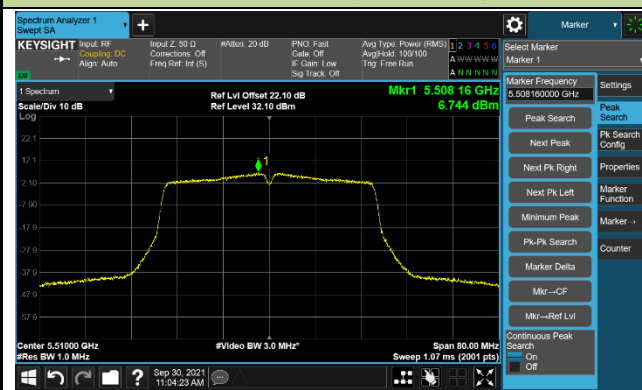 Spectrum Analyzer 1
Swept SA
Marker
KEYSIGHT
Input: RF
Coupling: DC
Align: Auto
Input Z: 50 Ω
Corrections: Off
Freq Ref: Int (S)
#Atten: 20 dB
PNO: Fast
Gate: Off
IF Gain: Low
Sig Track: Off
Avg Type: Power (RMS)
Avg|Hold: 100/100
Trig: Free Run
1 2 3 4 5 6
A W W W W W
A N N N N N
LXI
Select Marker
Marker 1
1 Spectrum
Scale/Div 10 dB
Log
Ref Lvl Offset 22.10 dB
Ref Level 32.10 dBm
Mkr1 5.508 16 GHz
6.744 dBm
22.1
12.1
2.10
-7.90
-17.9
-27.9
-37.9
-47.9
-57.9
1
Center 5.51000 GHz
#Res BW 1.0 MHz
#Video BW 3.0 MHz*
Span 80.00 MHz
Sweep 1.07 ms (2001 pts)
Marker Frequency
5.508160000 GHz
Peak Search
Next Peak
Next Pk Right
Next Pk Left
Minimum Peak
Pk-Pk Search
Marker Delta
Mkr→CF
Mkr→Ref Lvl
Continuous Peak
Search
On
Off
Settings
Peak
Search
Pk Search
Config
Properties
Marker
Function
Marker→
Counter
Sep 30, 2021
11:04:23 AM